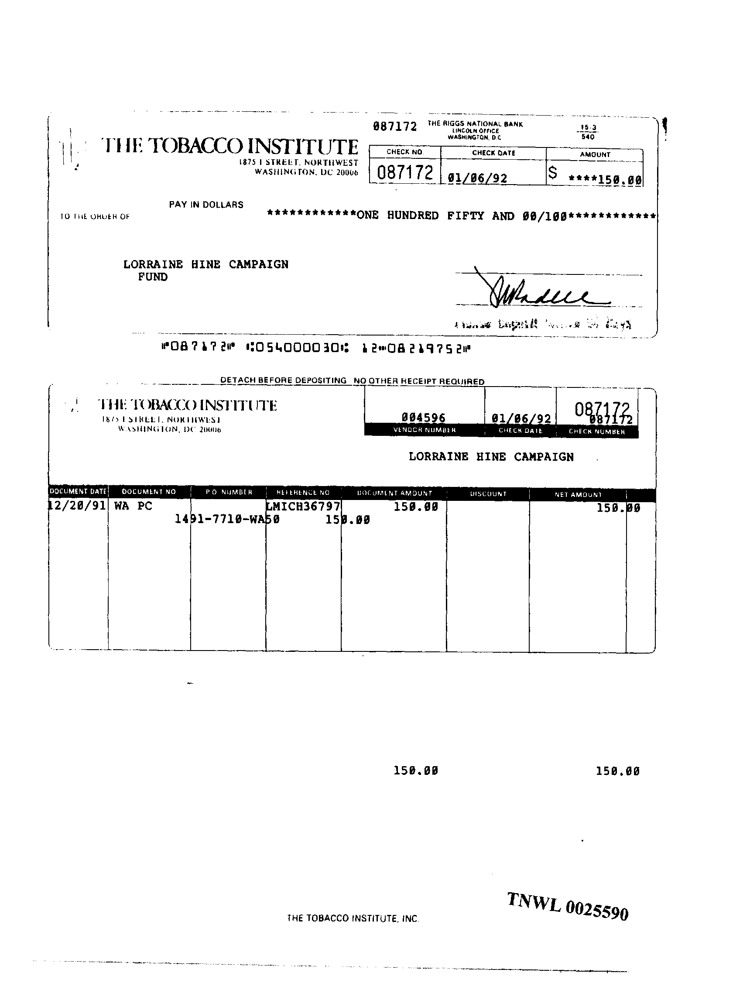 087172 THE RIGGS NATIONAL BANK
LINCOLN OFFICE
WASHINGTON, D.C.
15-3
540
THE TOBACCO INSTITUTE
1875 I STREET, NORTHWEST
WASHINGTON, DC 20006
CHECK NO CHECK DATE AMOUNT
087172 01/06/92 $ ****150.00
PAY IN DOLLARS ************ONE HUNDRED FIFTY AND 00/100************
TO THE ORDER OF
LORRAINE HINE CAMPAIGN
FUND
Please Deposit
⑈087172⑈ ⑆054000030⑆ 12⑉08219752⑈
DETACH BEFORE DEPOSITING NO OTHER RECEIPT REQUIRED
THE TOBACCO INSTITUTE
1875 I STREET, NORTHWEST
WASHINGTON, DC 20006
004596 01/06/92 087172
087172
VENDOR NUMBER CHECK DATE CHECK NUMBER
LORRAINE HINE CAMPAIGN
DOCUMENT DATE DOCUMENT NO P O NUMBER REFERENCE NO DOCUMENT AMOUNT DISCOUNT NET AMOUNT
12/20/91 WA PC LMICH36797 150.00 150.00
1491-7710-WA50 150.00
150.00 150.00
TNWL 0025590
THE TOBACCO INSTITUTE, INC.